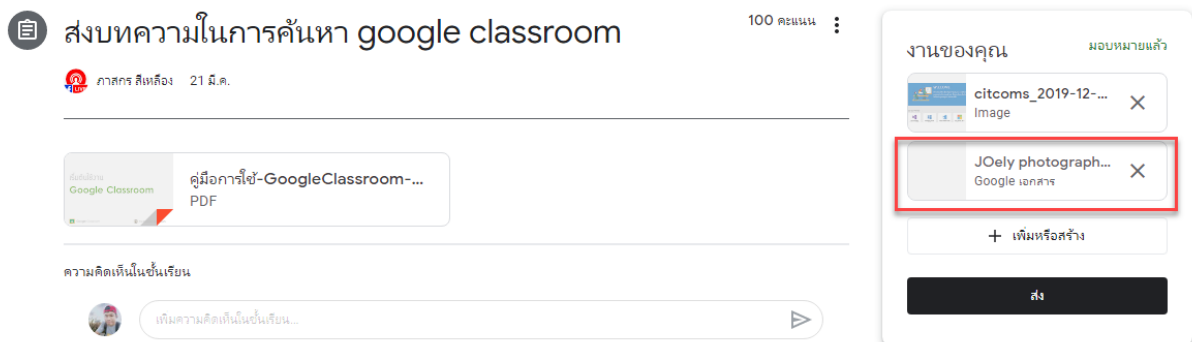 ส่งบทความในการค้นหา google classroom
100 คะแนน
ภาสกร สีเหลือง 21 มี.ค.
Google Classroom
คู่มือการใช้-GoogleClassroom-...
PDF
ความคิดเห็นในชั้นเรียน
เพิ่มความคิดเห็นในชั้นเรียน...
งานของคุณ
มอบหมายแล้ว
citcoms_2019-12-...
Image
JOely photograph...
Google เอกสาร
+ เพิ่มหรือสร้าง
ส่ง